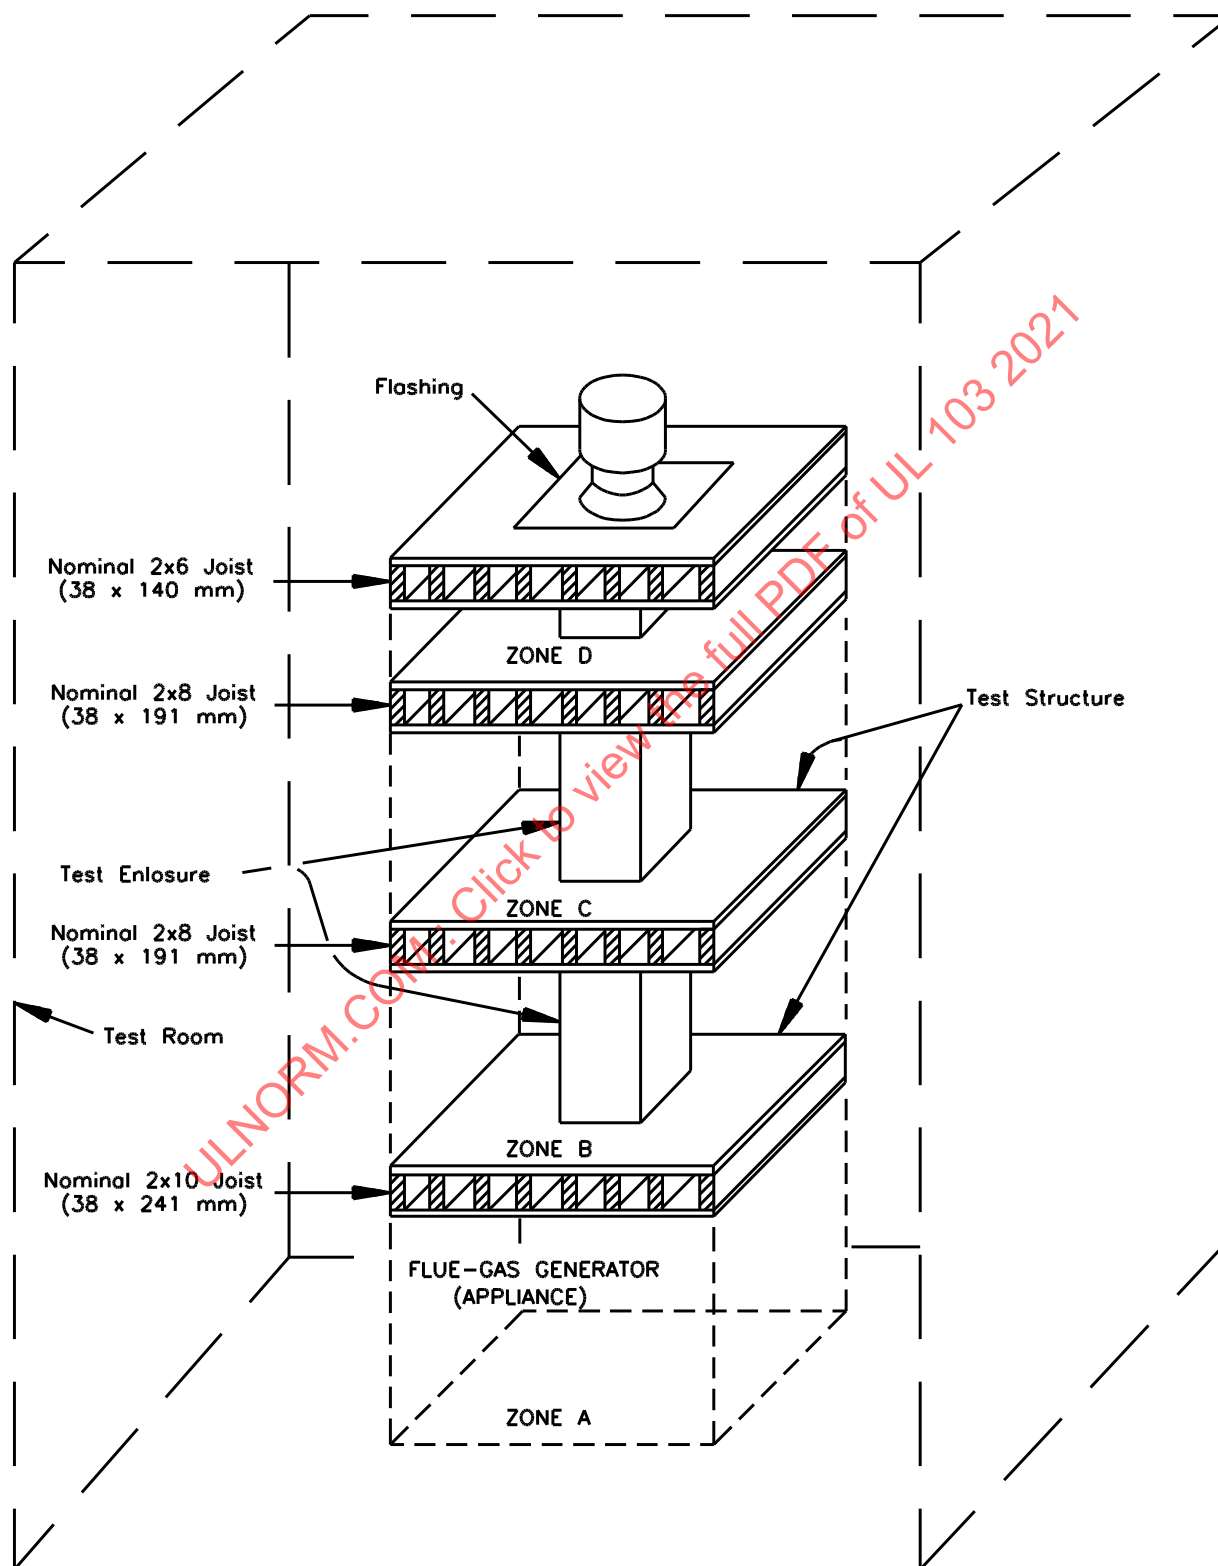 Flashing
Nominal 2x6 Joist
(38 x 140 mm)
ZONE D
Nominal 2x8 Joist
(38 x 191 mm)
Test Structure
Test Enlosure
ZONE C
Nominal 2x8 Joist
(38 x 191 mm)
Test Room
ZONE B
Nominal 2x10 Joist
(38 x 241 mm)
FLUE-GAS GENERATOR
(APPLIANCE)
ZONE A
ULNORM.COM : Click to view the full PDF of UL 103 2021